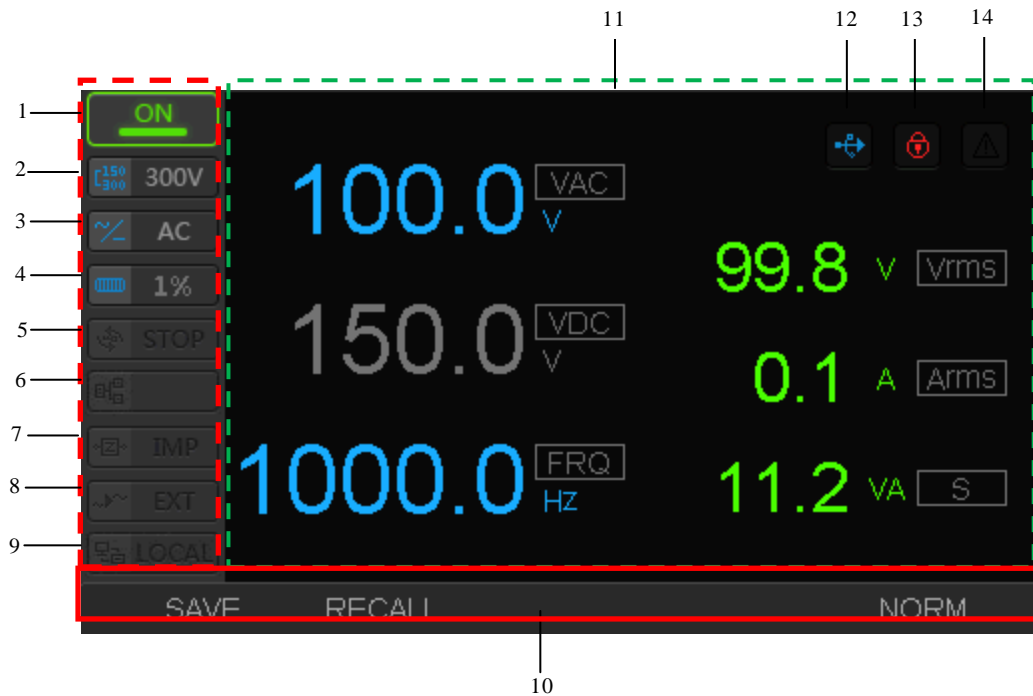 11 12 13 14
1 ON
2 150 300 300V
3 AC
4 1%
5 STOP
6
7 IMP
8 EXT
9 LOCAL
100.0 VAC
V
150.0 VDC
V
1000.0 FRQ
Hz
99.8 V Vrms
0.1 A Arms
11.2 VA S
SAVE RECALL NORM
10